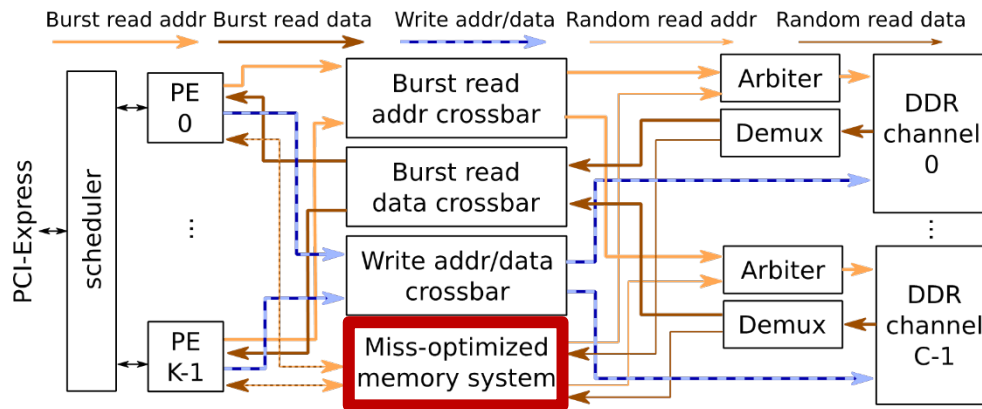 Burst read addr Burst read data Write addr/data Random read addr Random read data
PCI-Express
scheduler
PE
0
...
PE
K-1
Burst read
addr crossbar
Burst read
data crossbar
Write addr/data
crossbar
Miss-optimized
memory system
Arbiter
Demux
Arbiter
Demux
DDR
channel
0
...
DDR
channel
C-1